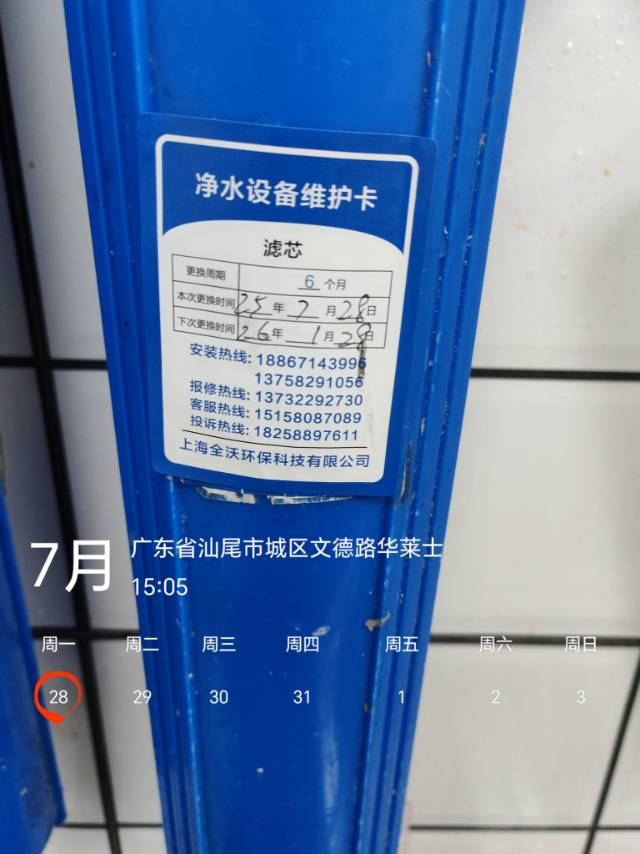 净水设备维护卡
滤芯
更换周期 6 个月
本次更换时间 25 年 7 月 28 日
下次更换时间 26 年 1 月 28 日
安装热线: 18867143996
13758291056
报修热线: 13732292730
客服热线: 15158087089
投诉热线: 18258897611
上海全沃环保科技有限公司
7月
广东省汕尾市城区文德路华莱士
15:05
周一 周二 周三 周四 周五 周六 周日
28 29 30 31 1 2 3